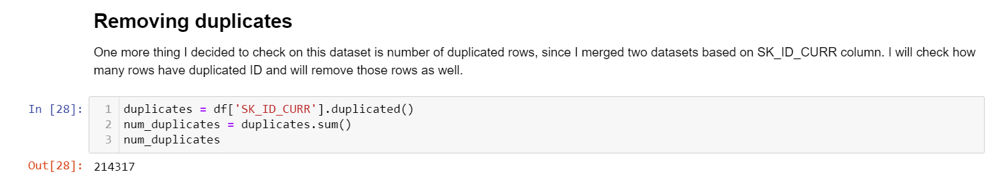 Removing duplicates
One more thing I decided to check on this dataset is number of duplicated rows, since I merged two datasets based on SK_ID_CURR column. I will check how
many rows have duplicated ID and will remove those rows as well.
In [28]: 1 duplicates = df['SK_ID_CURR'].duplicated()
2 num_duplicates = duplicates.sum()
3 num_duplicates
Out[28]: 214317